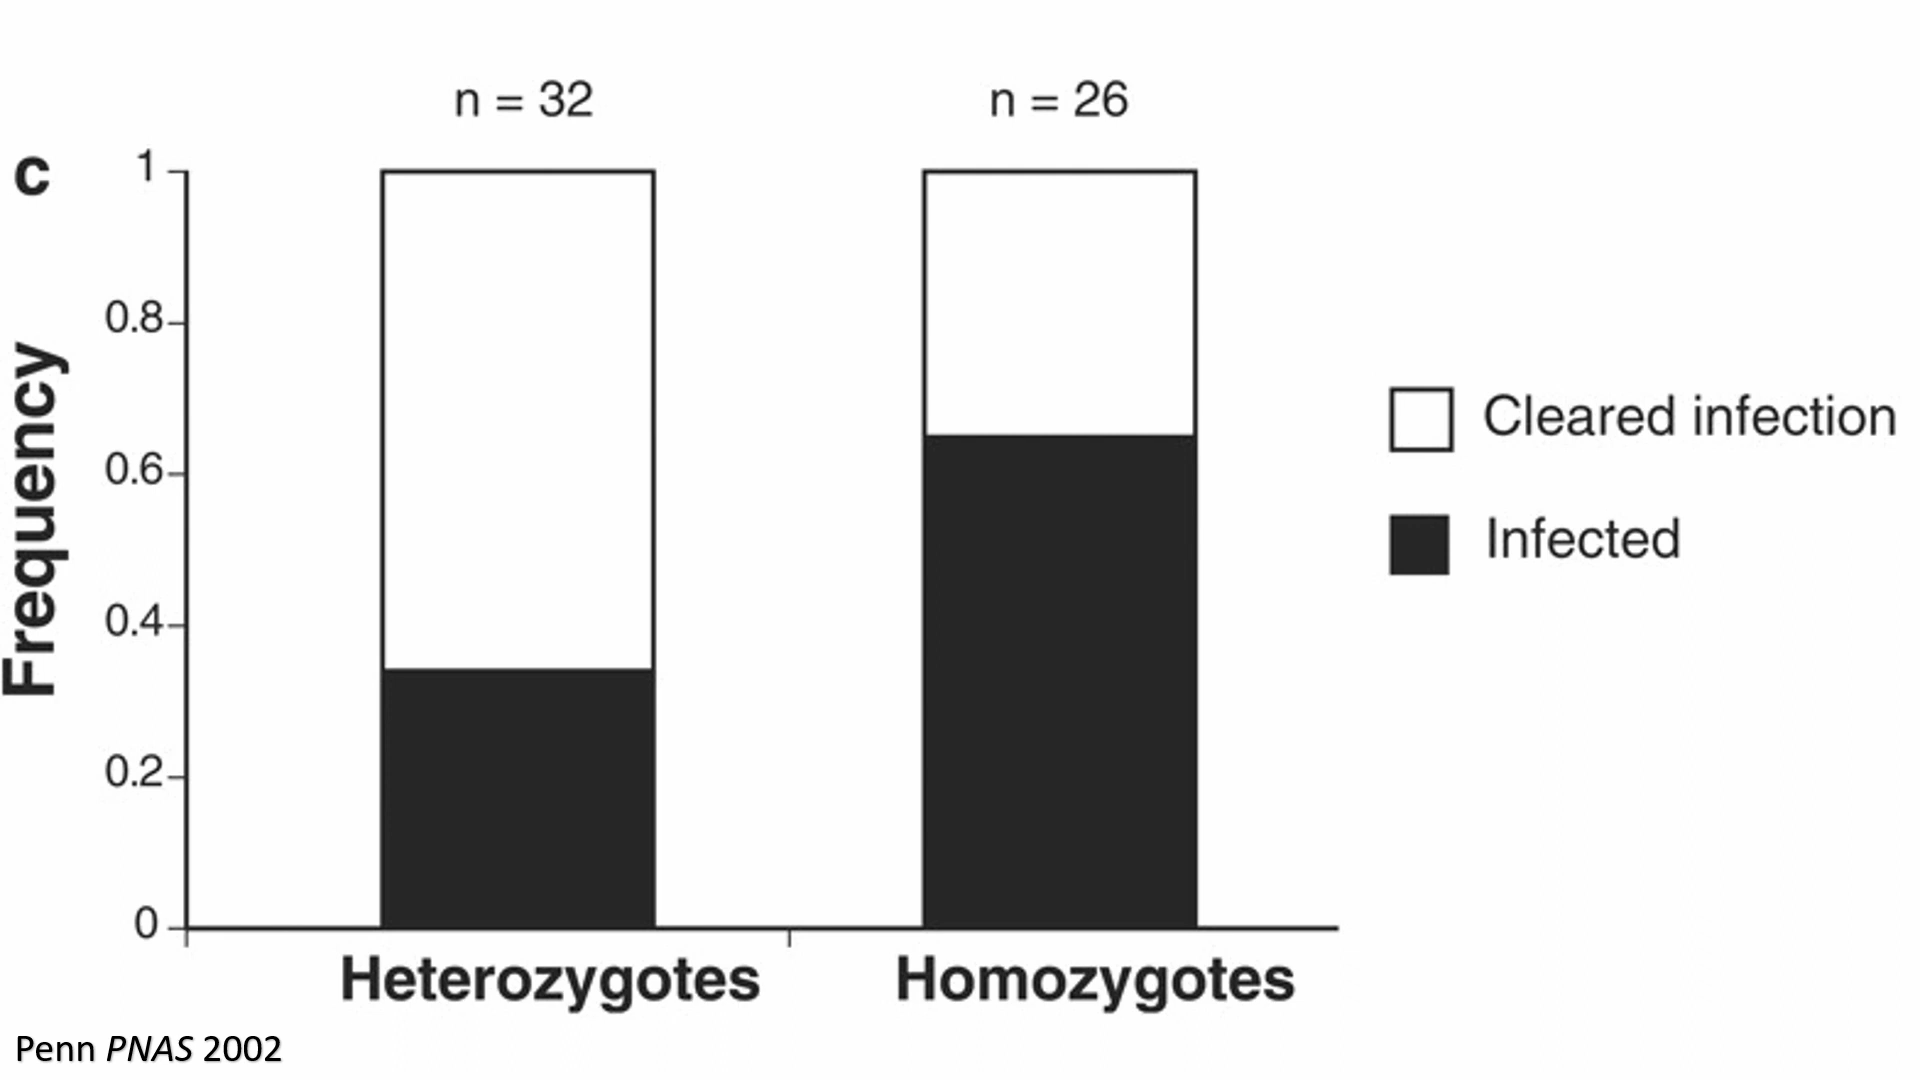 n = 32
n = 26
c
1
0.8
0.6
0.4
0.2
0
Frequency
Cleared infection
Infected
Heterozygotes
Homozygotes
Penn PNAS 2002